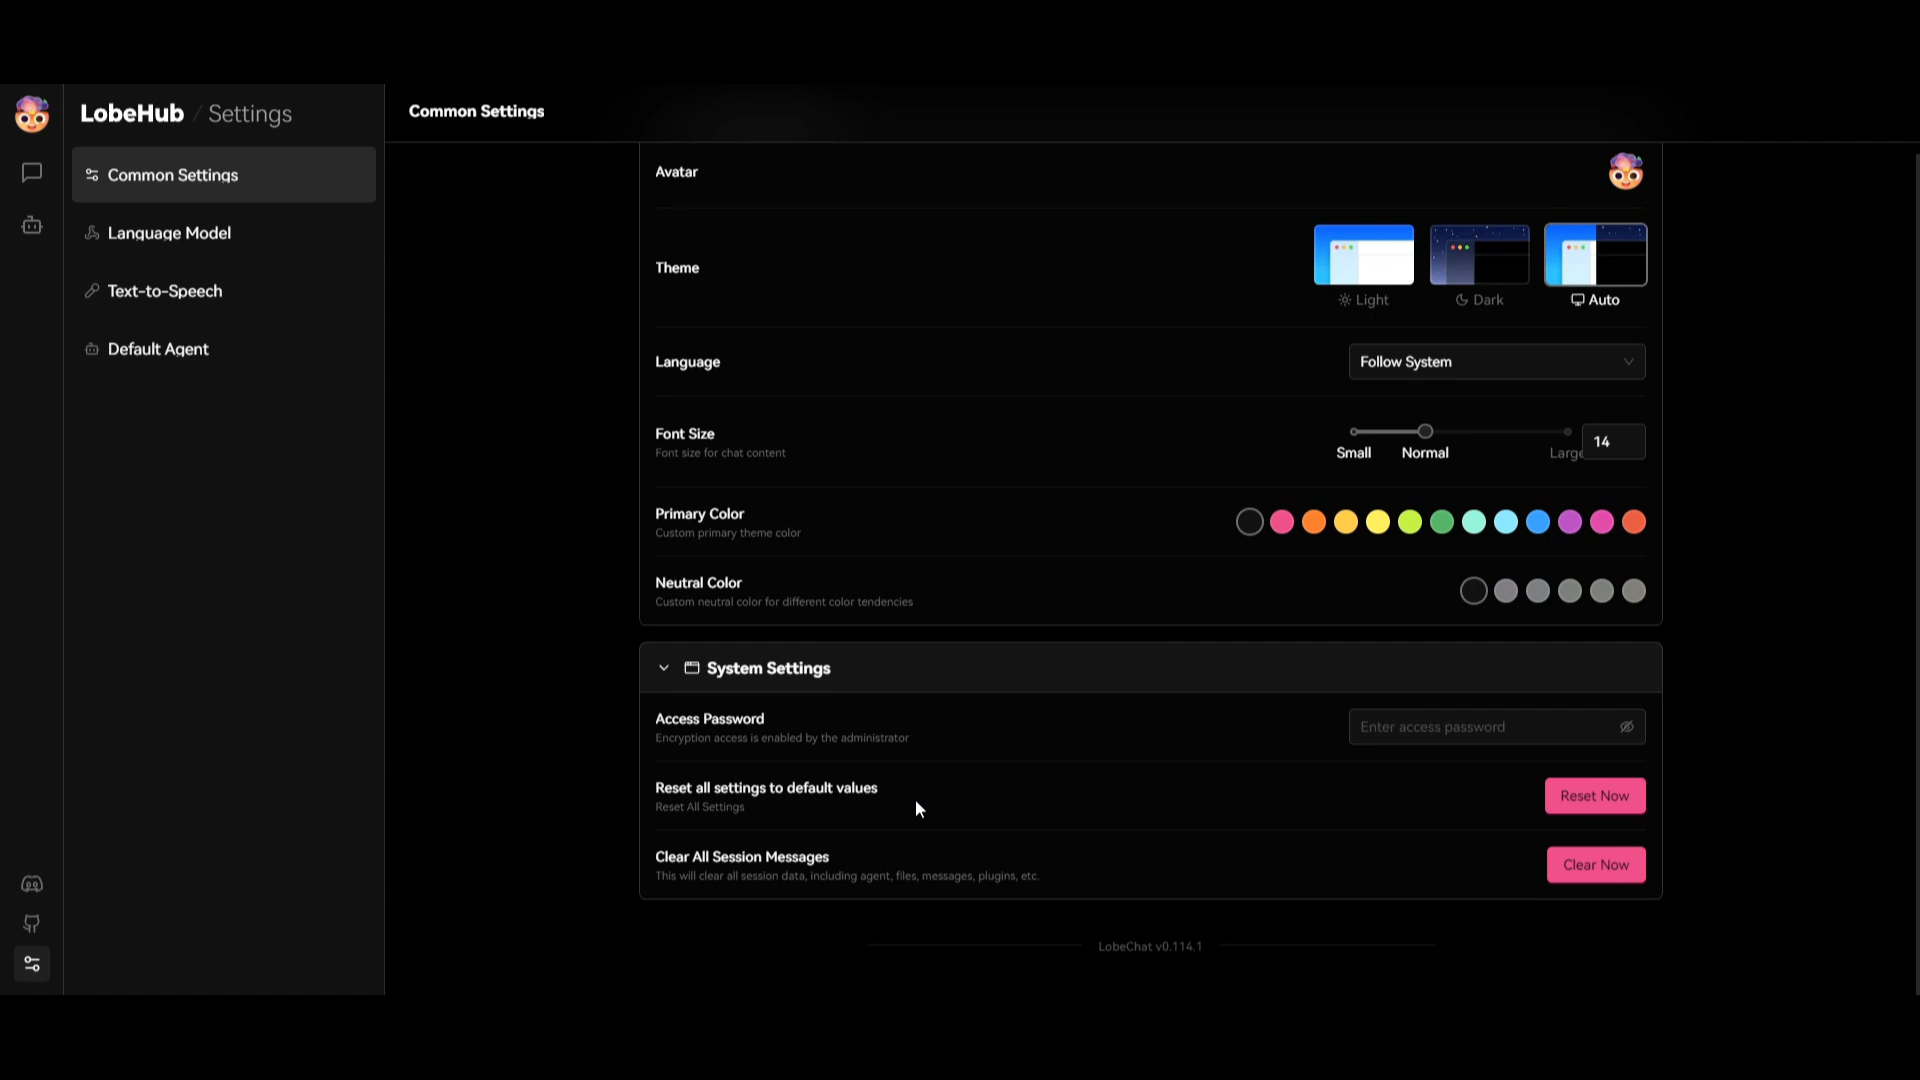 LobeHub / Settings
Common Settings
Common Settings
Language Model
Text-to-Speech
Default Agent
Avatar
Theme
Light
Dark
Auto
Language
Follow System
Font Size
Font size for chat content
Small
Normal
Large
14
Primary Color
Custom primary theme color
Neutral Color
Custom neutral color for different color tendencies
System Settings
Access Password
Encryption access is enabled by the administrator
Enter access password
Reset all settings to default values
Reset All Settings
Reset Now
Clear All Session Messages
This will clear all session data, including agent, files, messages, plugins, etc.
Clear Now
LobeChat v0.114.1